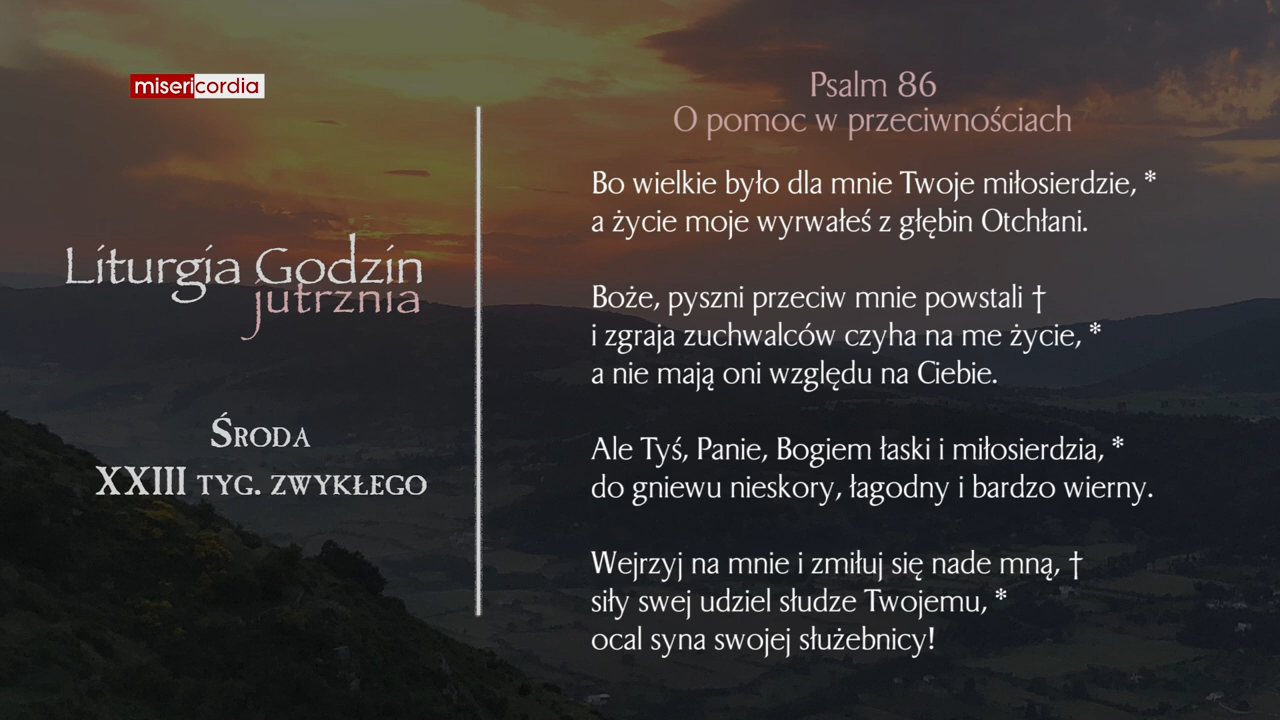 misericordia
Liturgia Godzin
jutrznia
Środa
XXIII tyg. zwykłego
Psalm 86
O pomoc w przeciwnościach
Bo wielkie było dla mnie Twoje miłosierdzie, *
a życie moje wyrwałeś z głębin Otchłani.
Boże, pyszni przeciw mnie powstali †
i zgraja zuchwalców czyha na me życie, *
a nie mają oni względu na Ciebie.
Ale Tyś, Panie, Bogiem łaski i miłosierdzia, *
do gniewu nieskory, łagodny i bardzo wierny.
Wejrzyj na mnie i zmiłuj się nade mną, †
siły swej udziel słudze Twojemu, *
ocal syna swojej służebnicy!